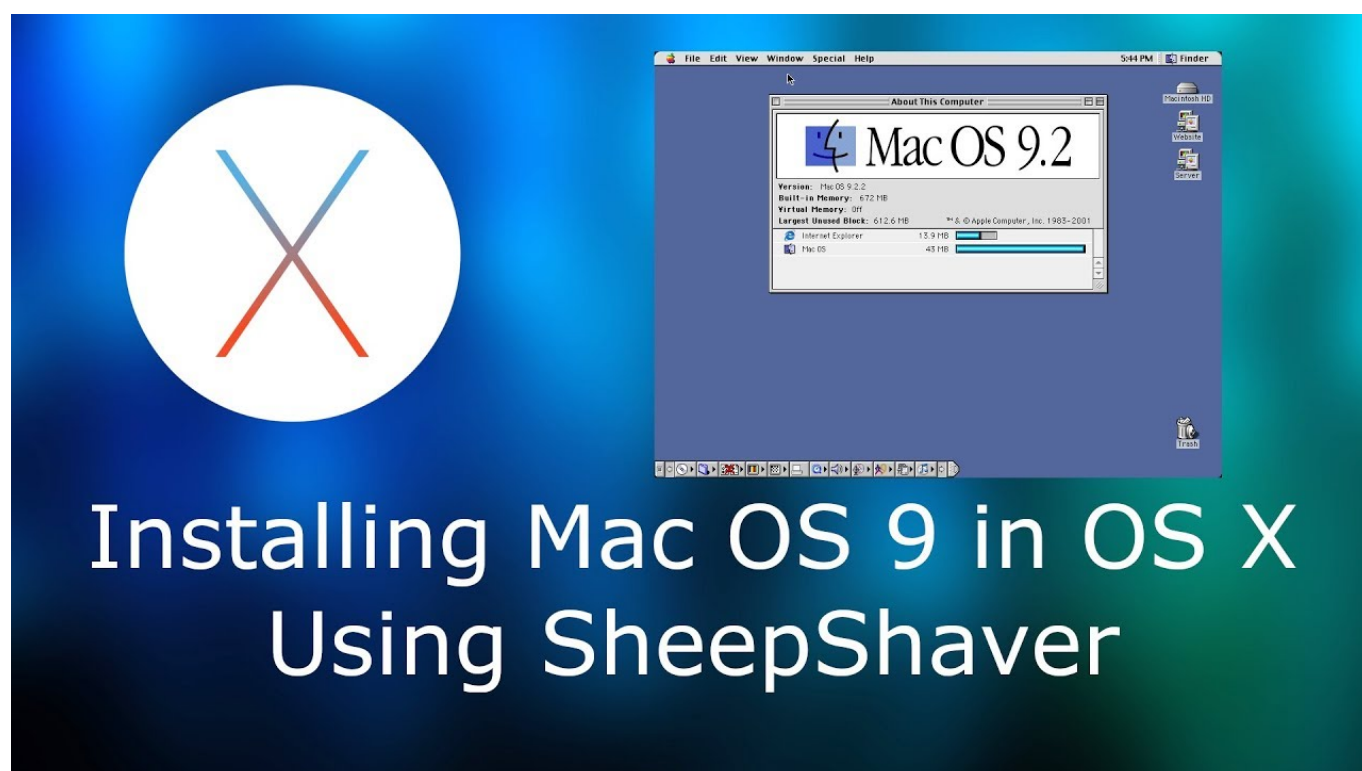 File Edit View Window Special Help
5:44 PM Finder
About This Computer
Mac OS 9.2
Version: Mac OS 9.2.2
Built-in Memory: 672 MB
Virtual Memory: Off
Largest Unused Block: 612.6 MB
™ & © Apple Computer, Inc. 1983-2001
Internet Explorer 13.9 MB
Mac OS 43 MB
Macintosh HD
Website
Server
Trash
Installing Mac OS 9 in OS X
Using SheepShaver